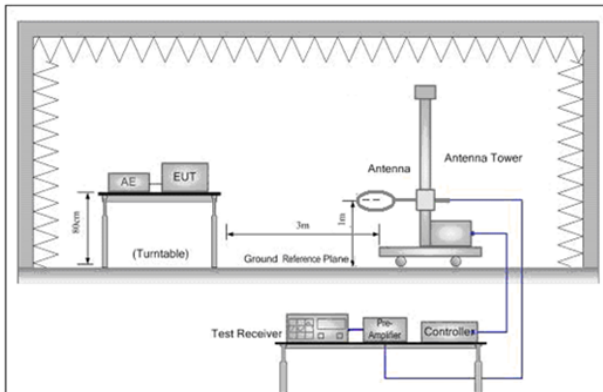 Antenna Tower
Antenna
AE
EUT
80cm
3m
1m
(Turntable)
Ground Reference Plane
Test Receiver
Pre-
Amplifier
Controller